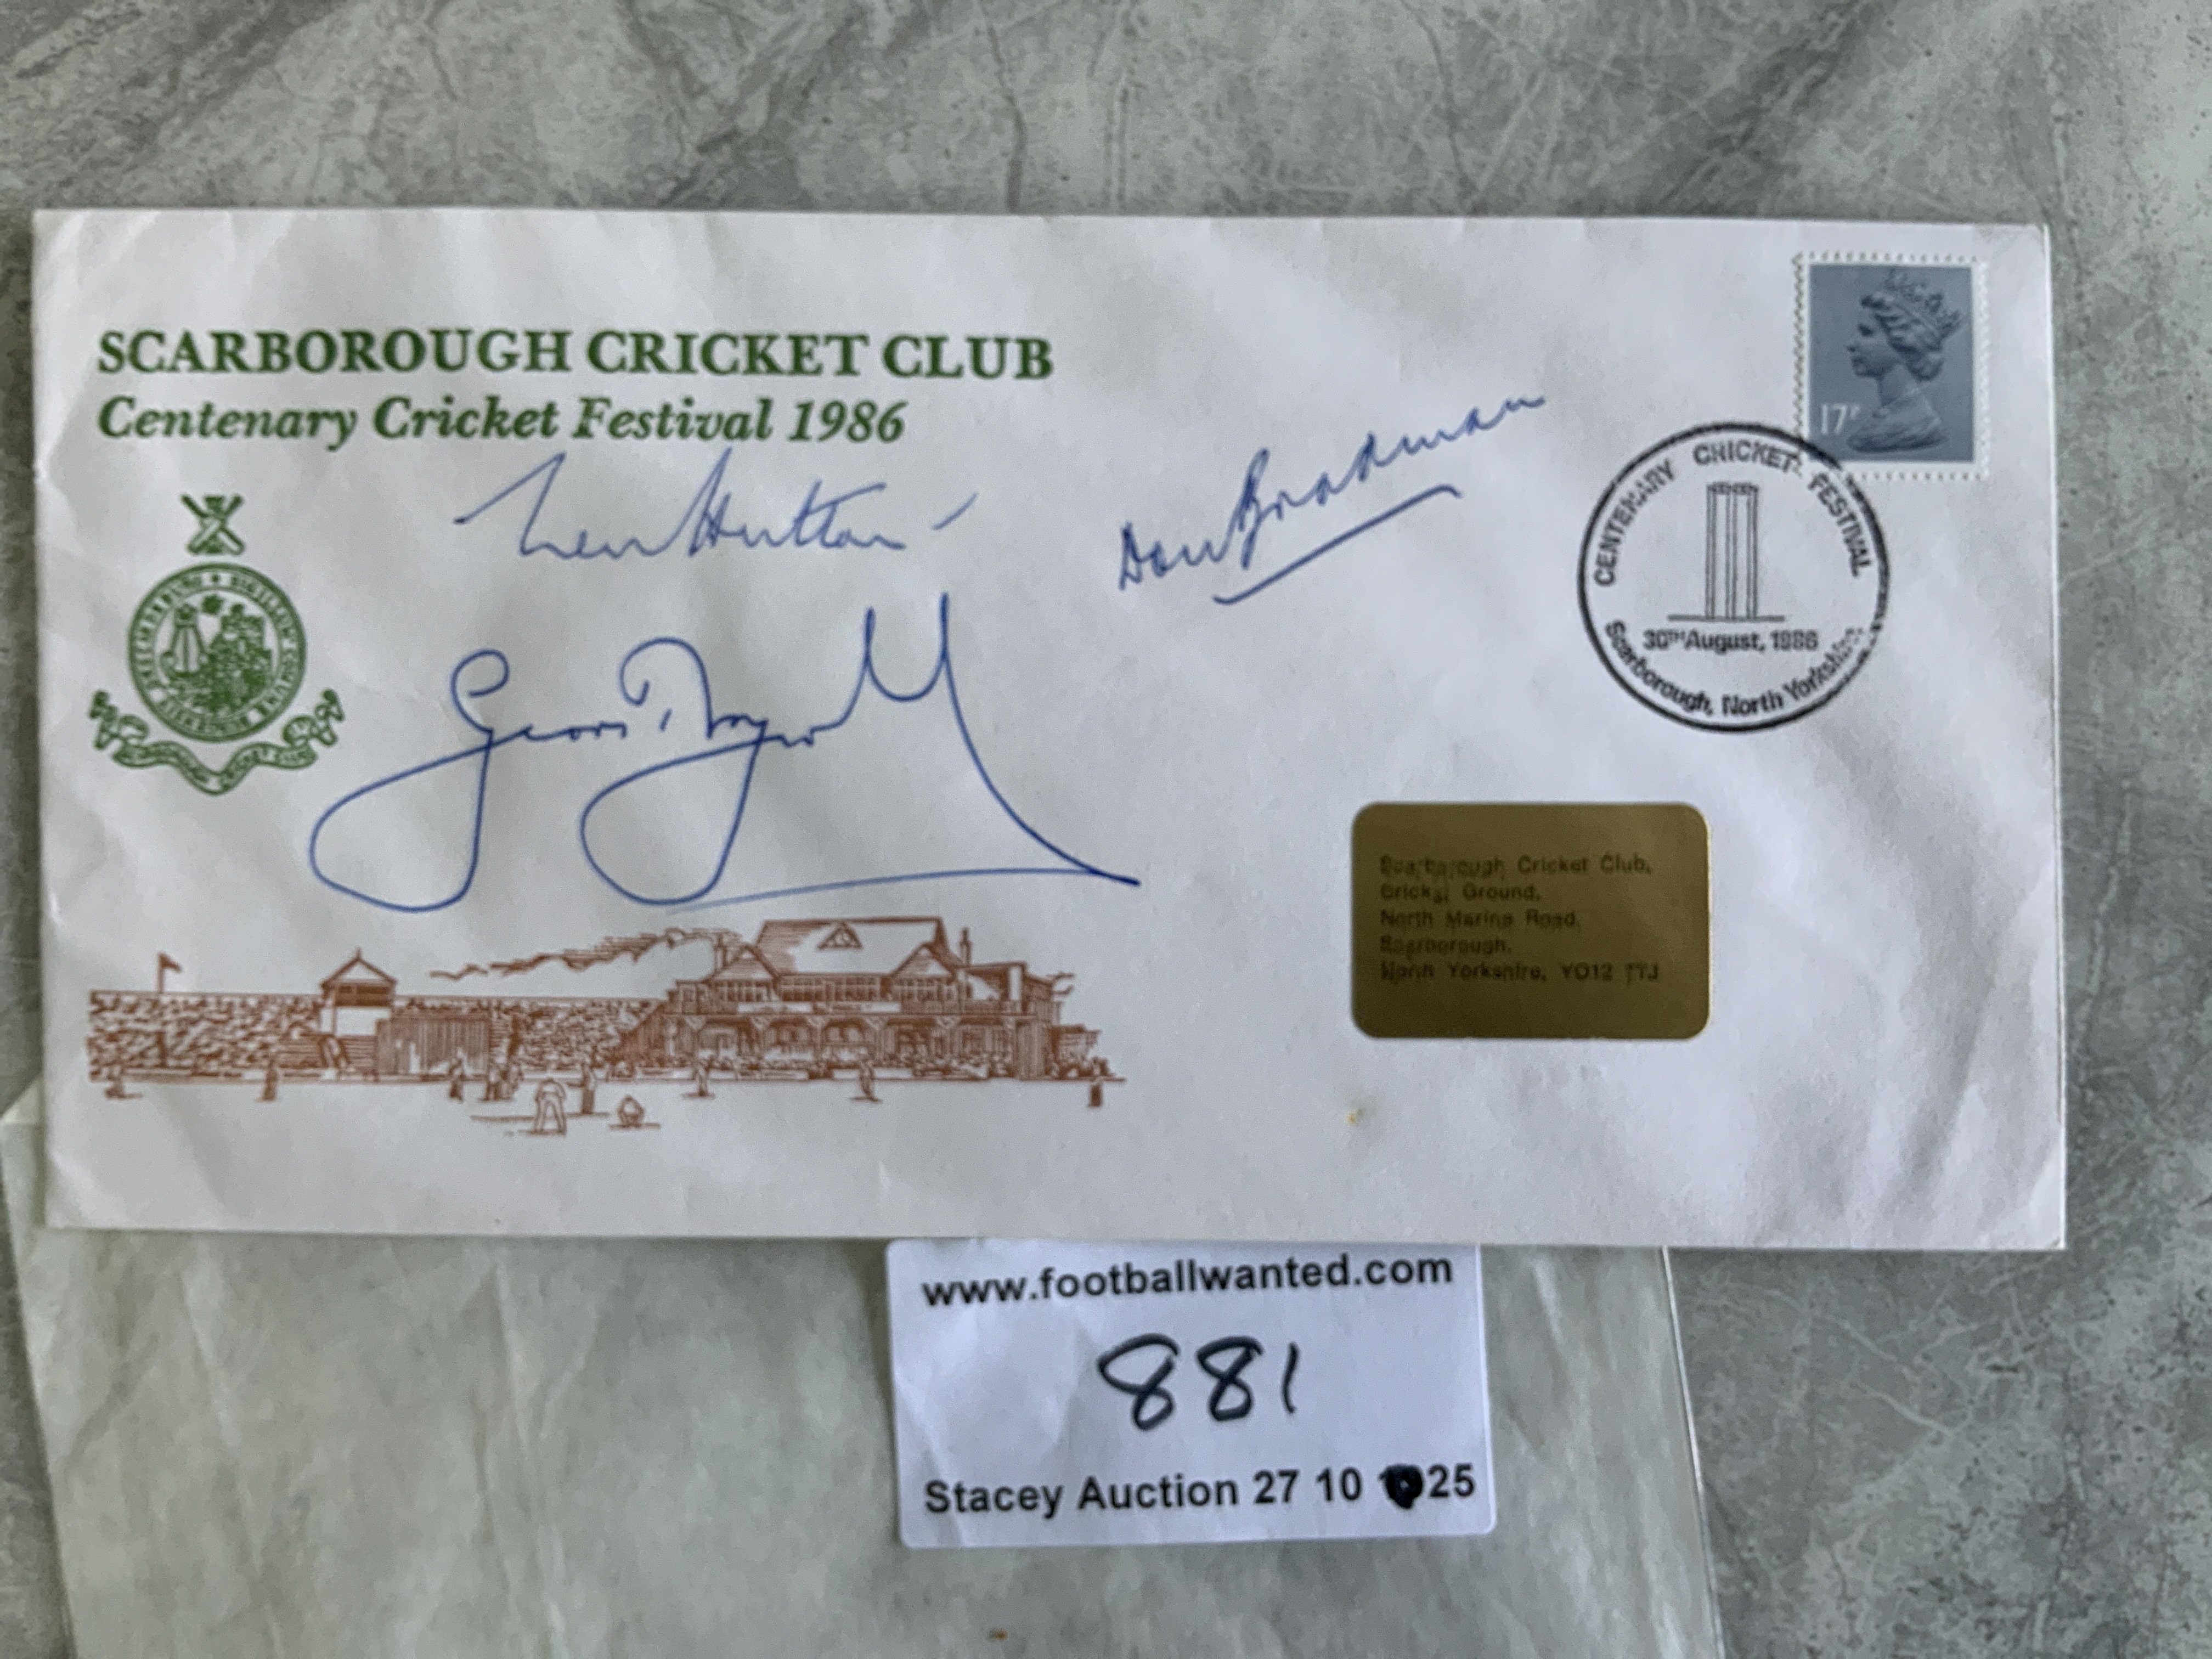 SCARBOROUGH CRICKET CLUB
Centenary Cricket Festival 1986
Len Hutton
Don Bradman
17P
CENTENARY CRICKET FESTIVAL
30TH August, 1986
Scarborough, North Yorkshire
Scarborough Cricket Club,
Cricket Ground,
North Marine Road,
Scarborough,
North Yorkshire, YO12
www.footballwanted.com
881
Stacey Auction 27 10 25